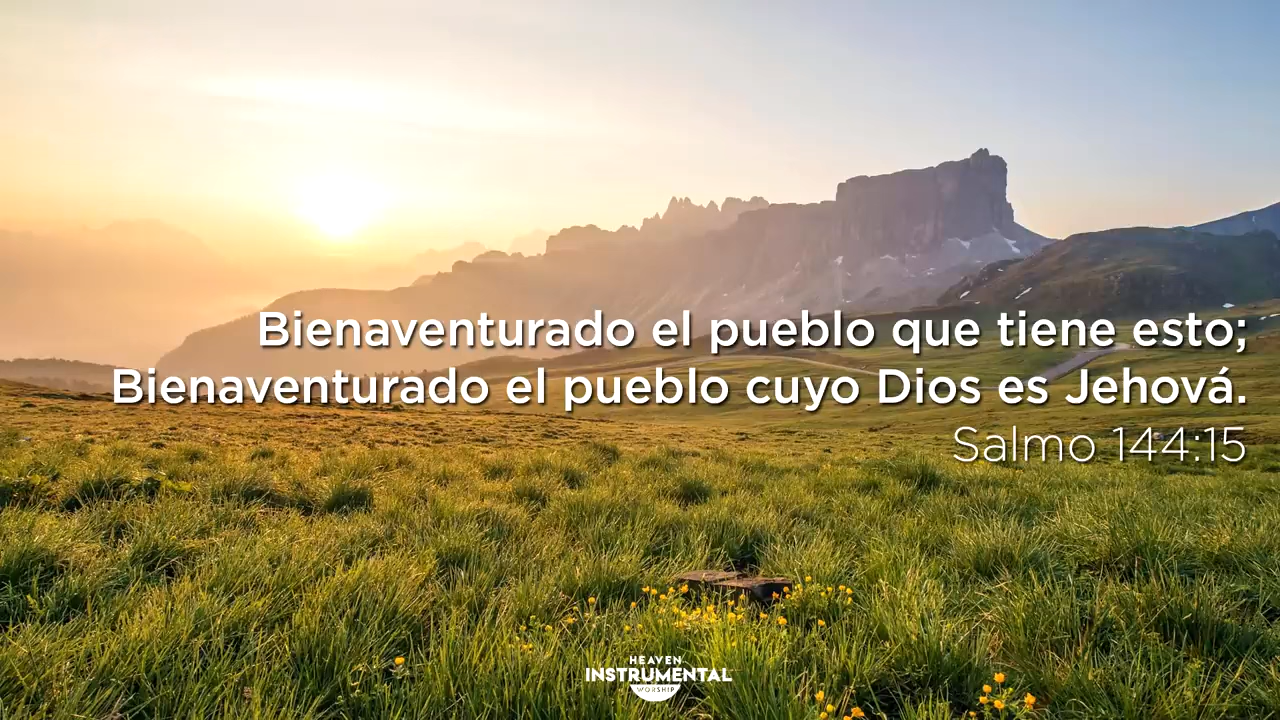 Bienaventurado el pueblo que tiene esto;
Bienaventurado el pueblo cuyo Dios es Jehová.
Salmo 144:15
HEAVEN
INSTRUMENTAL
WORSHIP